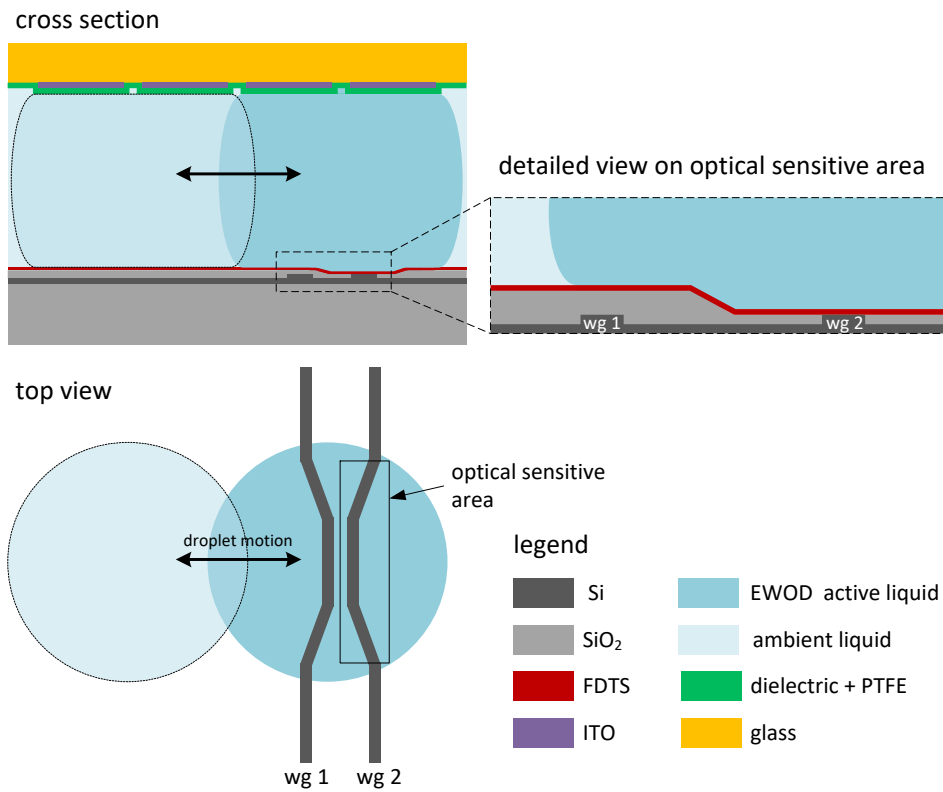 cross section
detailed view on optical sensitive area
wg 1
wg 2
top view
optical sensitive
area
droplet motion
wg 1
wg 2
legend
Si
EWOD active liquid
SiO₂
ambient liquid
FDTS
dielectric + PTFE
ITO
glass